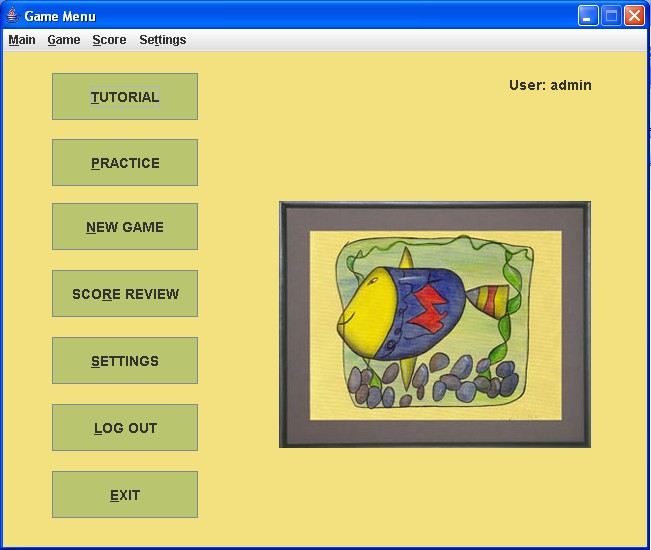 Game Menu
Main Game Score Settings
User: admin
TUTORIAL
PRACTICE
NEW GAME
SCORE REVIEW
SETTINGS
LOG OUT
EXIT